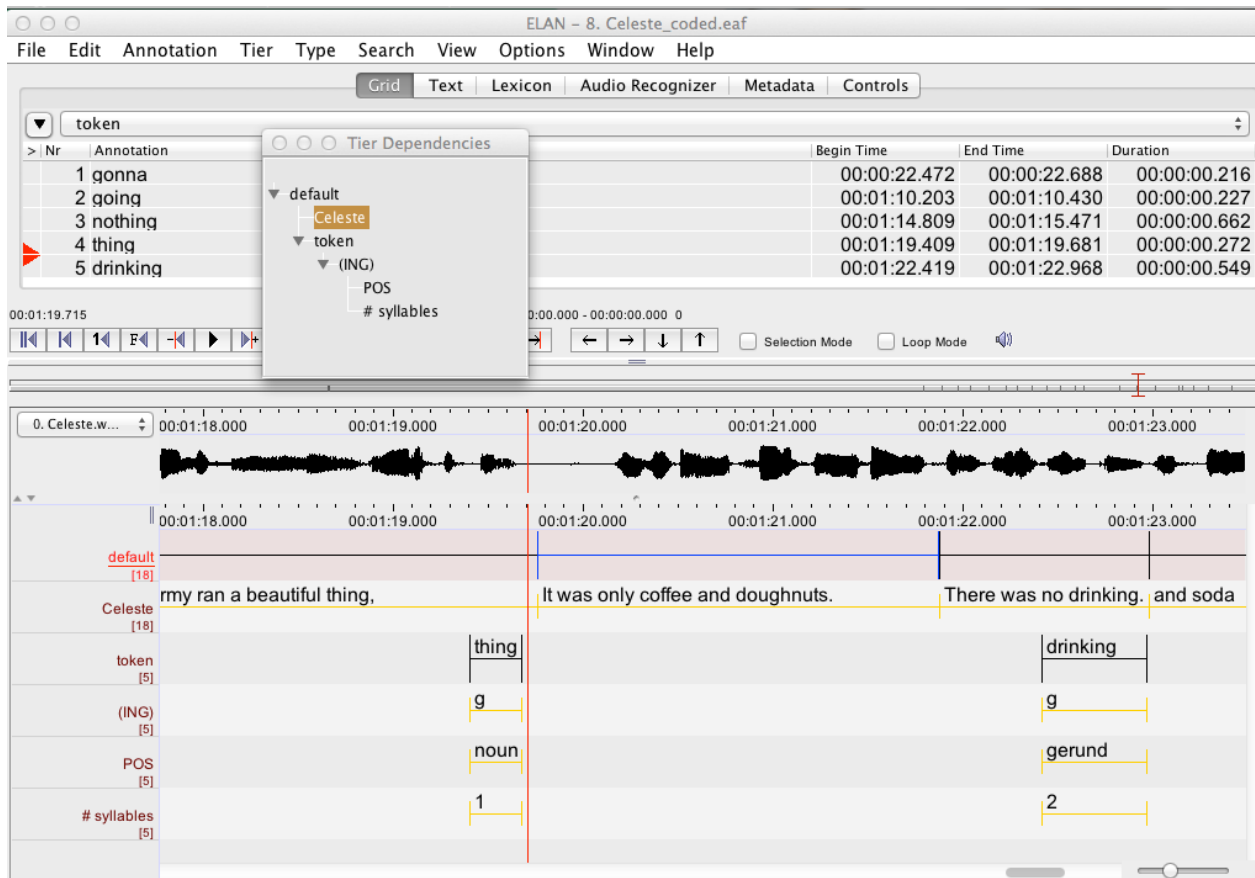 ELAN – 8. Celeste_coded.eaf
File Edit Annotation Tier Type Search View Options Window Help
Grid Text Lexicon Audio Recognizer Metadata Controls
token
> Nr Annotation Begin Time End Time Duration
1 gonna 00:00:22.472 00:00:22.688 00:00:00.216
2 going 00:01:10.203 00:01:10.430 00:00:00.227
3 nothing 00:01:14.809 00:01:15.471 00:00:00.662
4 thing 00:01:19.409 00:01:19.681 00:00:00.272
5 drinking 00:01:22.419 00:01:22.968 00:00:00.549
Tier Dependencies
default
Celeste
token
(ING)
POS
# syllables
00:01:19.715 0:00.000 - 00:00:00.000 0
1 F Selection Mode Loop Mode
0. Celeste.w... 00:01:18.000 00:01:19.000 00:01:20.000 00:01:21.000 00:01:22.000 00:01:23.000
00:01:18.000 00:01:19.000 00:01:20.000 00:01:21.000 00:01:22.000 00:01:23.000
default
[18]
rmy ran a beautiful thing, It was only coffee and doughnuts. There was no drinking. and soda
Celeste
[18]
thing drinking
token
[5]
g g
(ING)
[5]
noun gerund
POS
[5]
1 2
# syllables
[5]